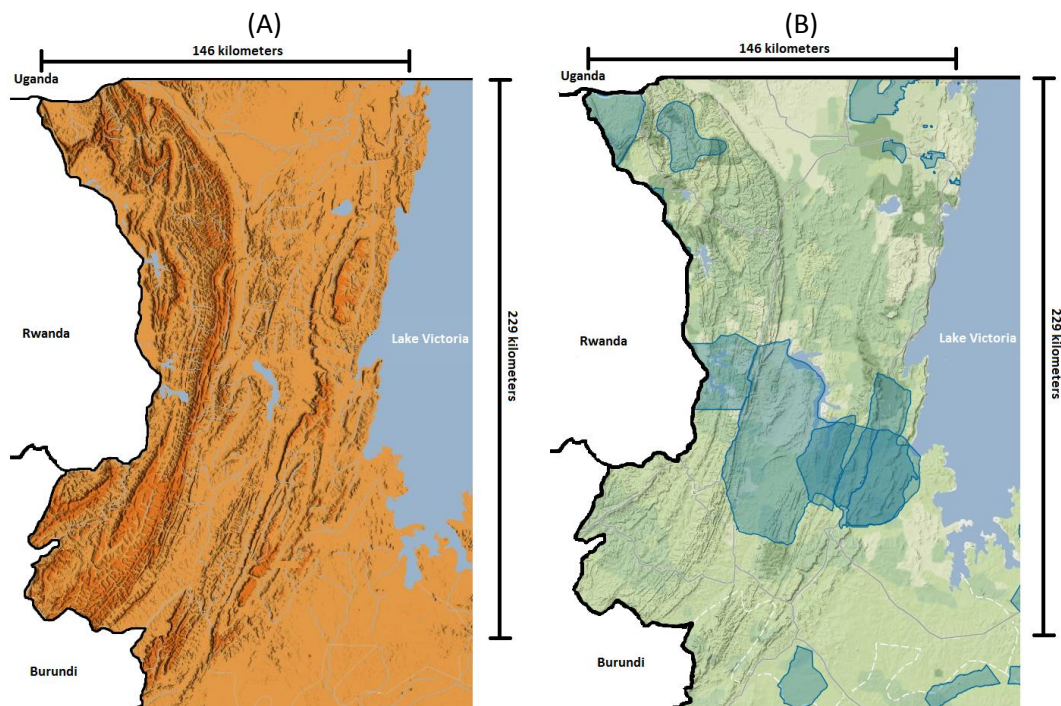 (A)
146 kilometers
Uganda
Rwanda
Lake Victoria
229 kilometers
Burundi
(B)
146 kilometers
Uganda
Rwanda
Lake Victoria
229 kilometers
Burundi